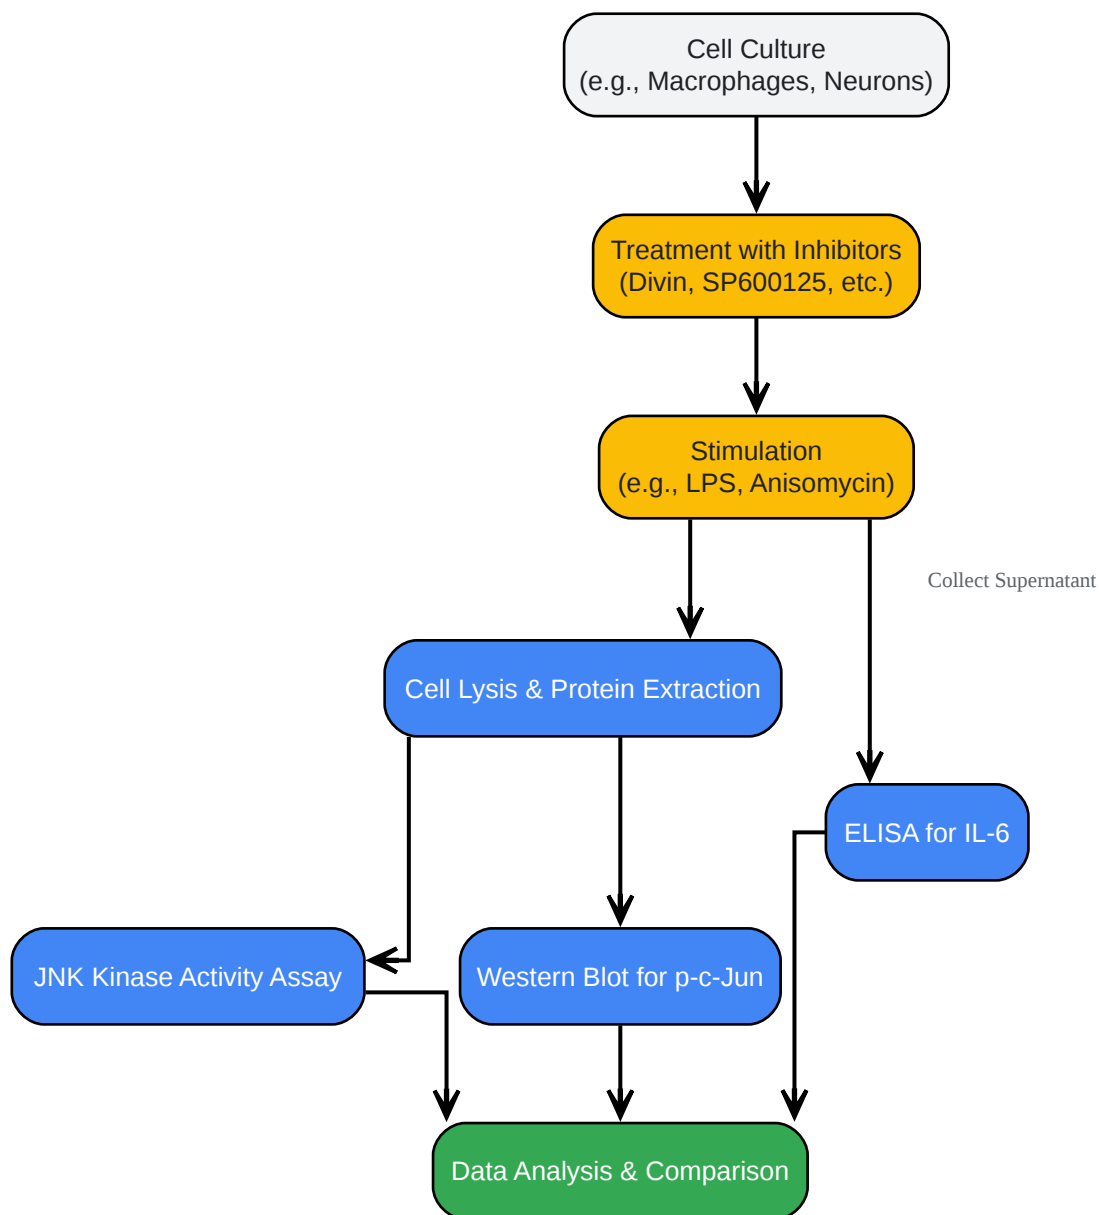 Cell Culture
(e.g., Macrophages, Neurons)
Treatment with Inhibitors
(Divin, SP600125, etc.)
Stimulation
(e.g., LPS, Anisomycin)
Collect Supernatant
Cell Lysis & Protein Extraction
ELISA for IL-6
JNK Kinase Activity Assay
Western Blot for p-c-Jun
Data Analysis & Comparison